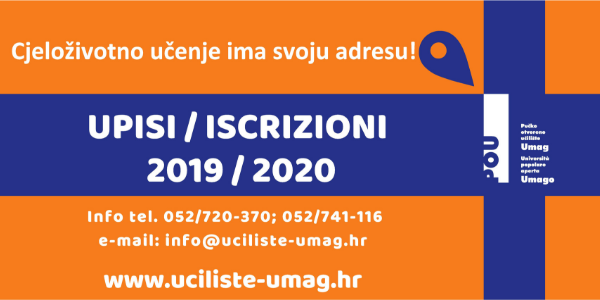 Cjeloživotno učenje ima svoju adresu!
UPISI / ISCRIZIONI
2019 / 2020
POU
Pučko
otvoreno
učilište
Umag
Università
popolare
aperta
Umago
Info tel. 052/720-370; 052/741-116
e-mail: info@uciliste-umag.hr
www.uciliste-umag.hr